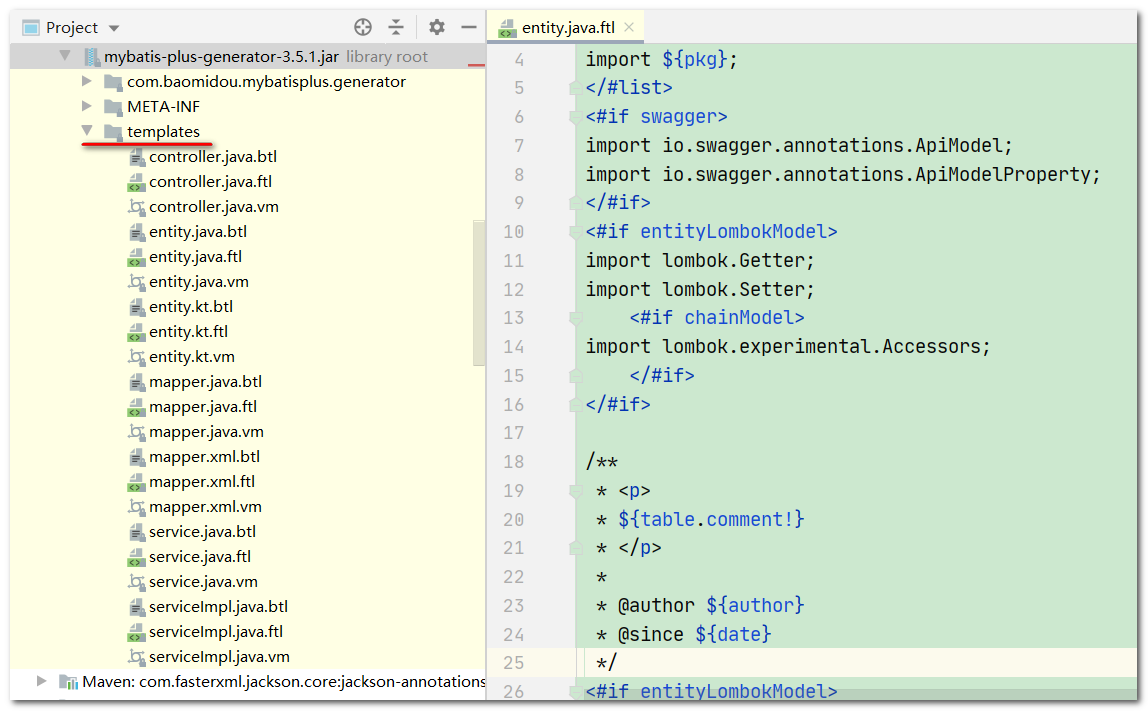 Project
mybatis-plus-generator-3.5.1.jar library root
com.baomidou.mybatisplus.generator
META-INF
templates
controller.java.btl
controller.java.ftl
controller.java.vm
entity.java.btl
entity.java.ftl
entity.java.vm
entity.kt.btl
entity.kt.ftl
entity.kt.vm
mapper.java.btl
mapper.java.ftl
mapper.java.vm
mapper.xml.btl
mapper.xml.ftl
mapper.xml.vm
service.java.btl
service.java.ftl
service.java.vm
serviceImpl.java.btl
serviceImpl.java.ftl
serviceImpl.java.vm
Maven: com.fasterxml.jackson.core:jackson-annotations
entity.java.ftl
4 import ${pkg};
5 </#list>
6 <#if swagger>
7 import io.swagger.annotations.ApiModel;
8 import io.swagger.annotations.ApiModelProperty;
9 </#if>
10 <#if entityLombokModel>
11 import lombok.Getter;
12 import lombok.Setter;
13     <#if chainModel>
14 import lombok.experimental.Accessors;
15     </#if>
16 </#if>
17
18 /**
19  * <p>
20  * ${table.comment!}
21  * </p>
22  *
23  * @author ${author}
24  * @since ${date}
25  */
26 <#if entityLombokModel>